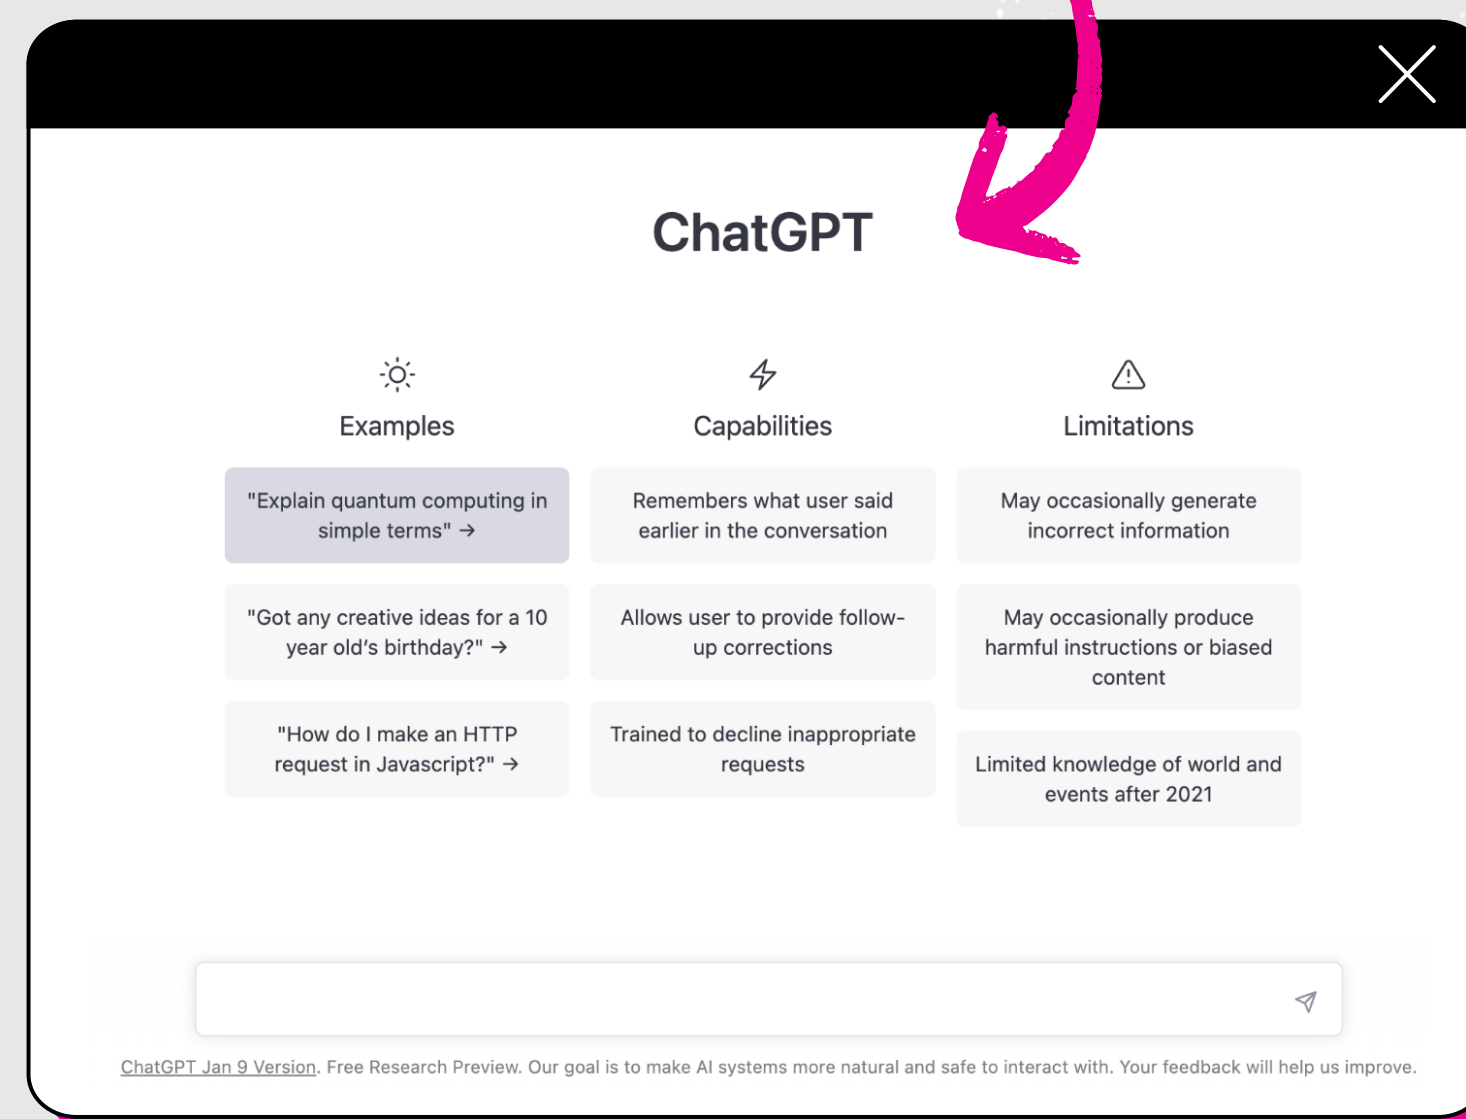 ChatGPT
Examples
"Explain quantum computing in
simple terms" →
"Got any creative ideas for a 10
year old's birthday?" →
"How do I make an HTTP
request in Javascript?" →
Capabilities
Remembers what user said
earlier in the conversation
Allows user to provide follow-
up corrections
Trained to decline inappropriate
requests
Limitations
May occasionally generate
incorrect information
May occasionally produce
harmful instructions or biased
content
Limited knowledge of world and
events after 2021
ChatGPT Jan 9 Version. Free Research Preview. Our goal is to make AI systems more natural and safe to interact with. Your feedback will help us improve.